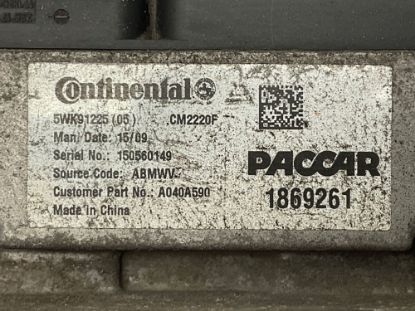 Continental
5WK91225 (05) CM2220F
Man. Date: 15/09
Serial No.: 150560149
Source Code: ABMWV
Customer Part No.: A040A590
Made in China
PACCAR
1869261